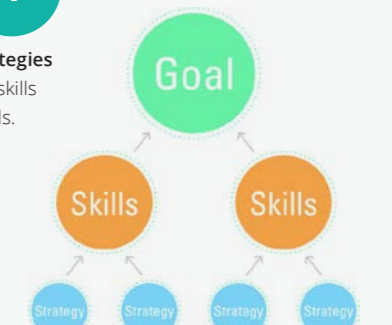 tegies
skills
ls.
Goal
Skills Skills
Strategy Strategy Strategy Strategy